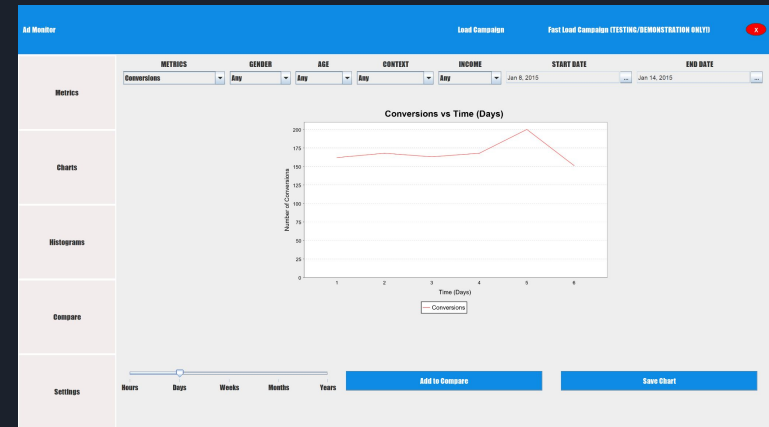 Ad Monitor
Load Campaign
Fast Load Campaign (TESTING/DEMONSTRATION ONLY!)
X
Metrics
Charts
Histograms
Compare
Settings
METRICS GENDER AGE CONTEXT INCOME START DATE END DATE
Conversions Any Any Any Any Jan 8, 2015 ... Jan 14, 2015 ...
Conversions vs Time (Days)
Number of Conversions
200
175
150
125
100
75
50
25
0
1 2 3 4 5 6
Time (Days)
Conversions
Hours Days Weeks Months Years
Add to Compare
Save Chart